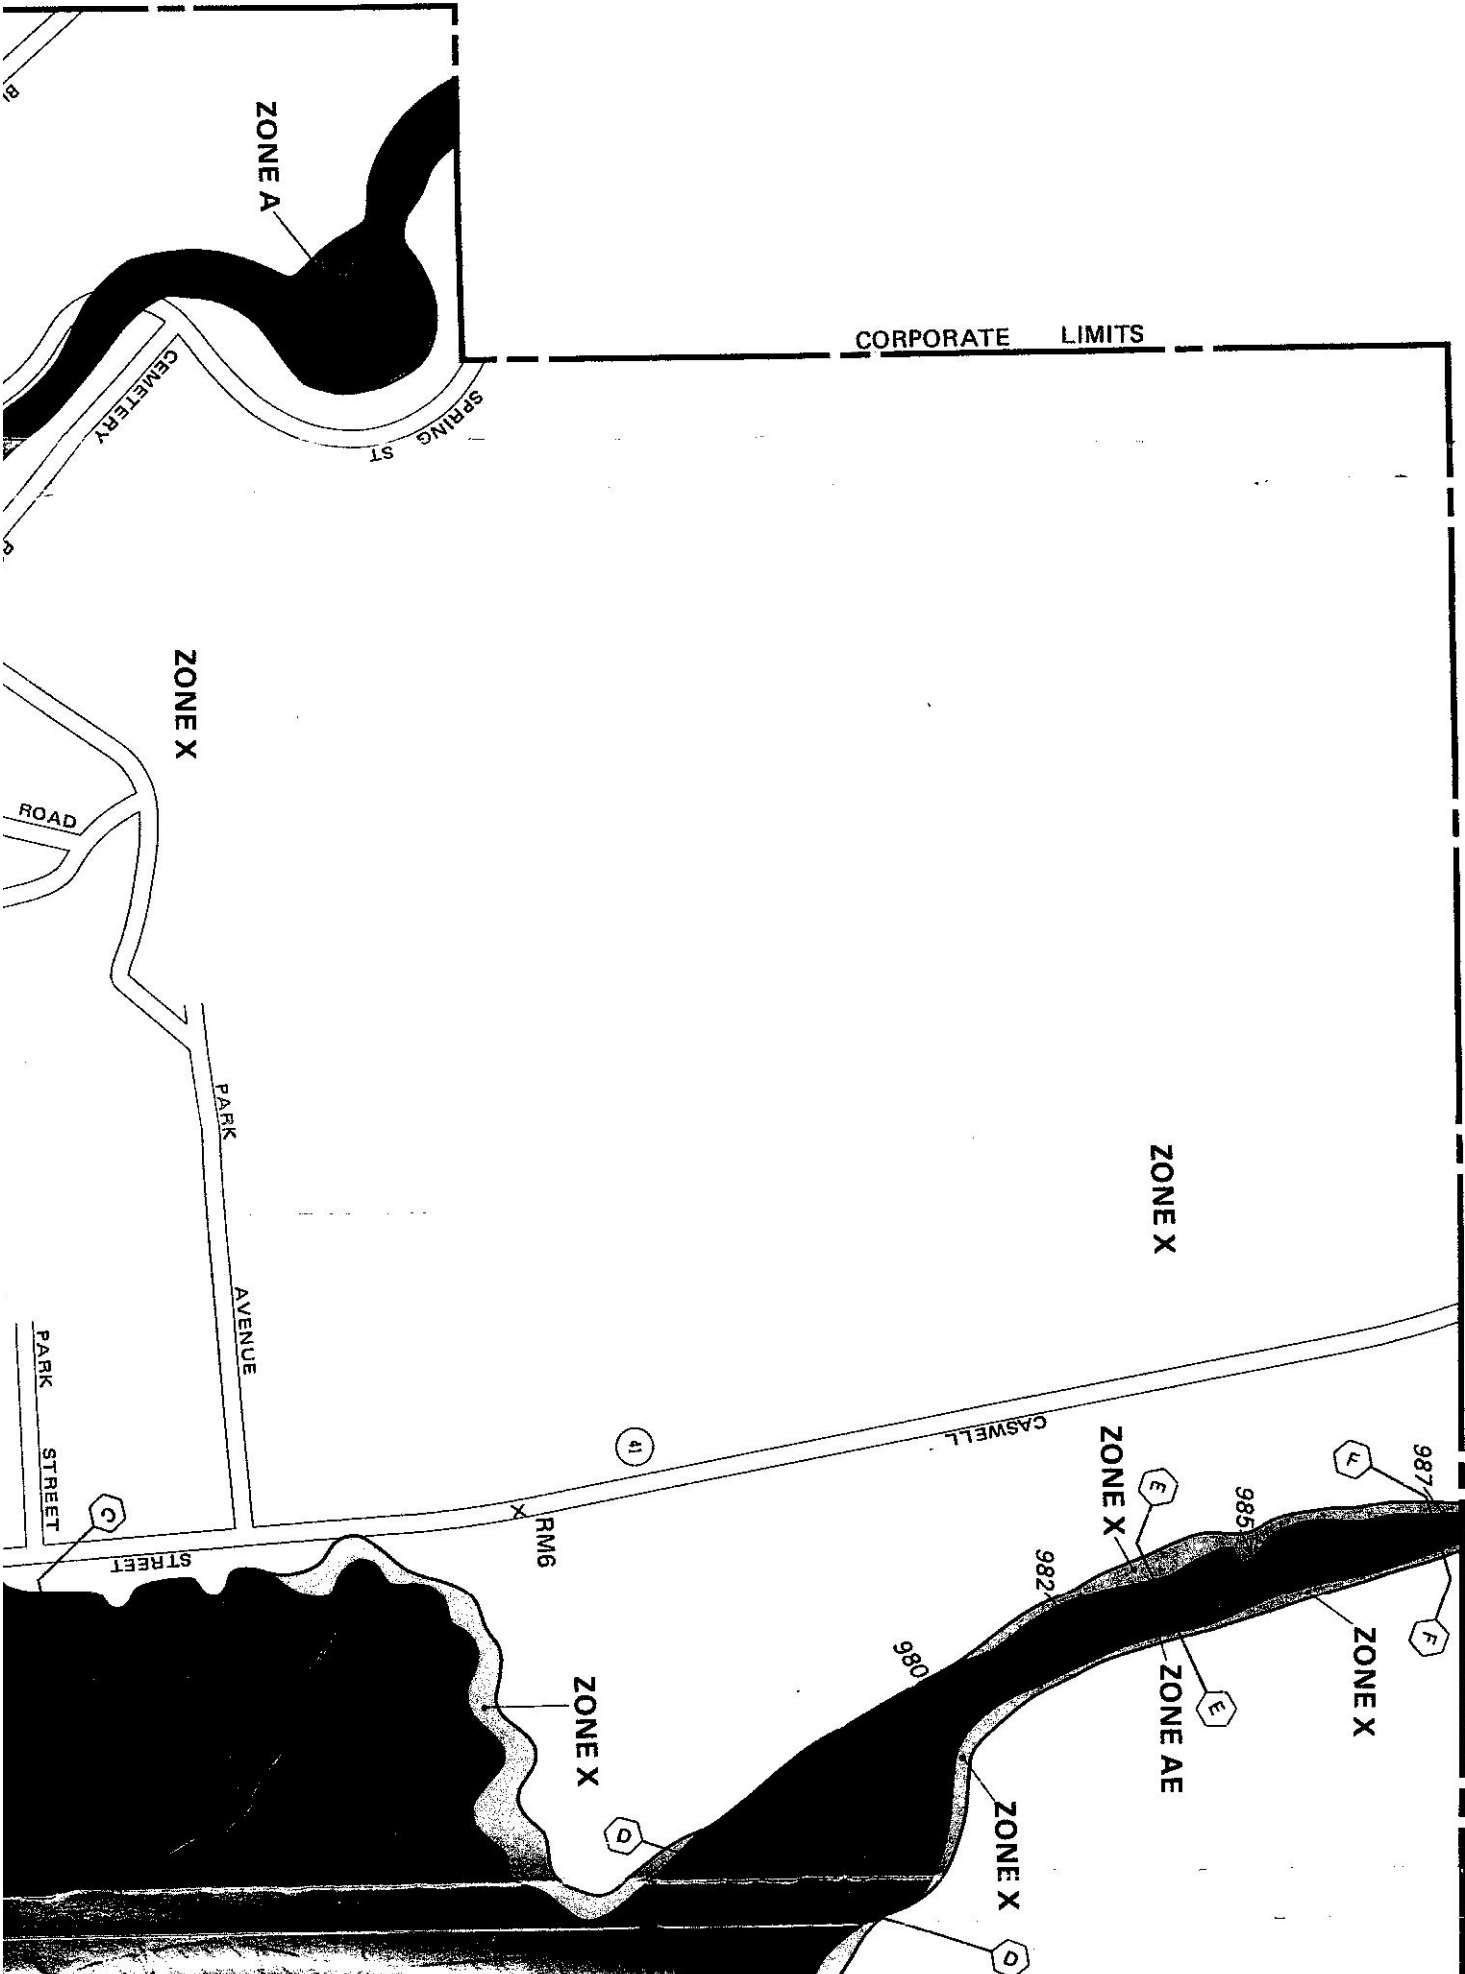 ZONE A
CORPORATE LIMITS
SPRING ST
CEMETERY
ZONE X
ROAD
PARK
AVENUE
ZONE X
PARK
STREET
CASWELL
STREET
41
RM6
C
ZONE X
E
F
987
985
982
980
F
ZONE X
E
ZONE AE
ZONE X
D
ZONE X
D